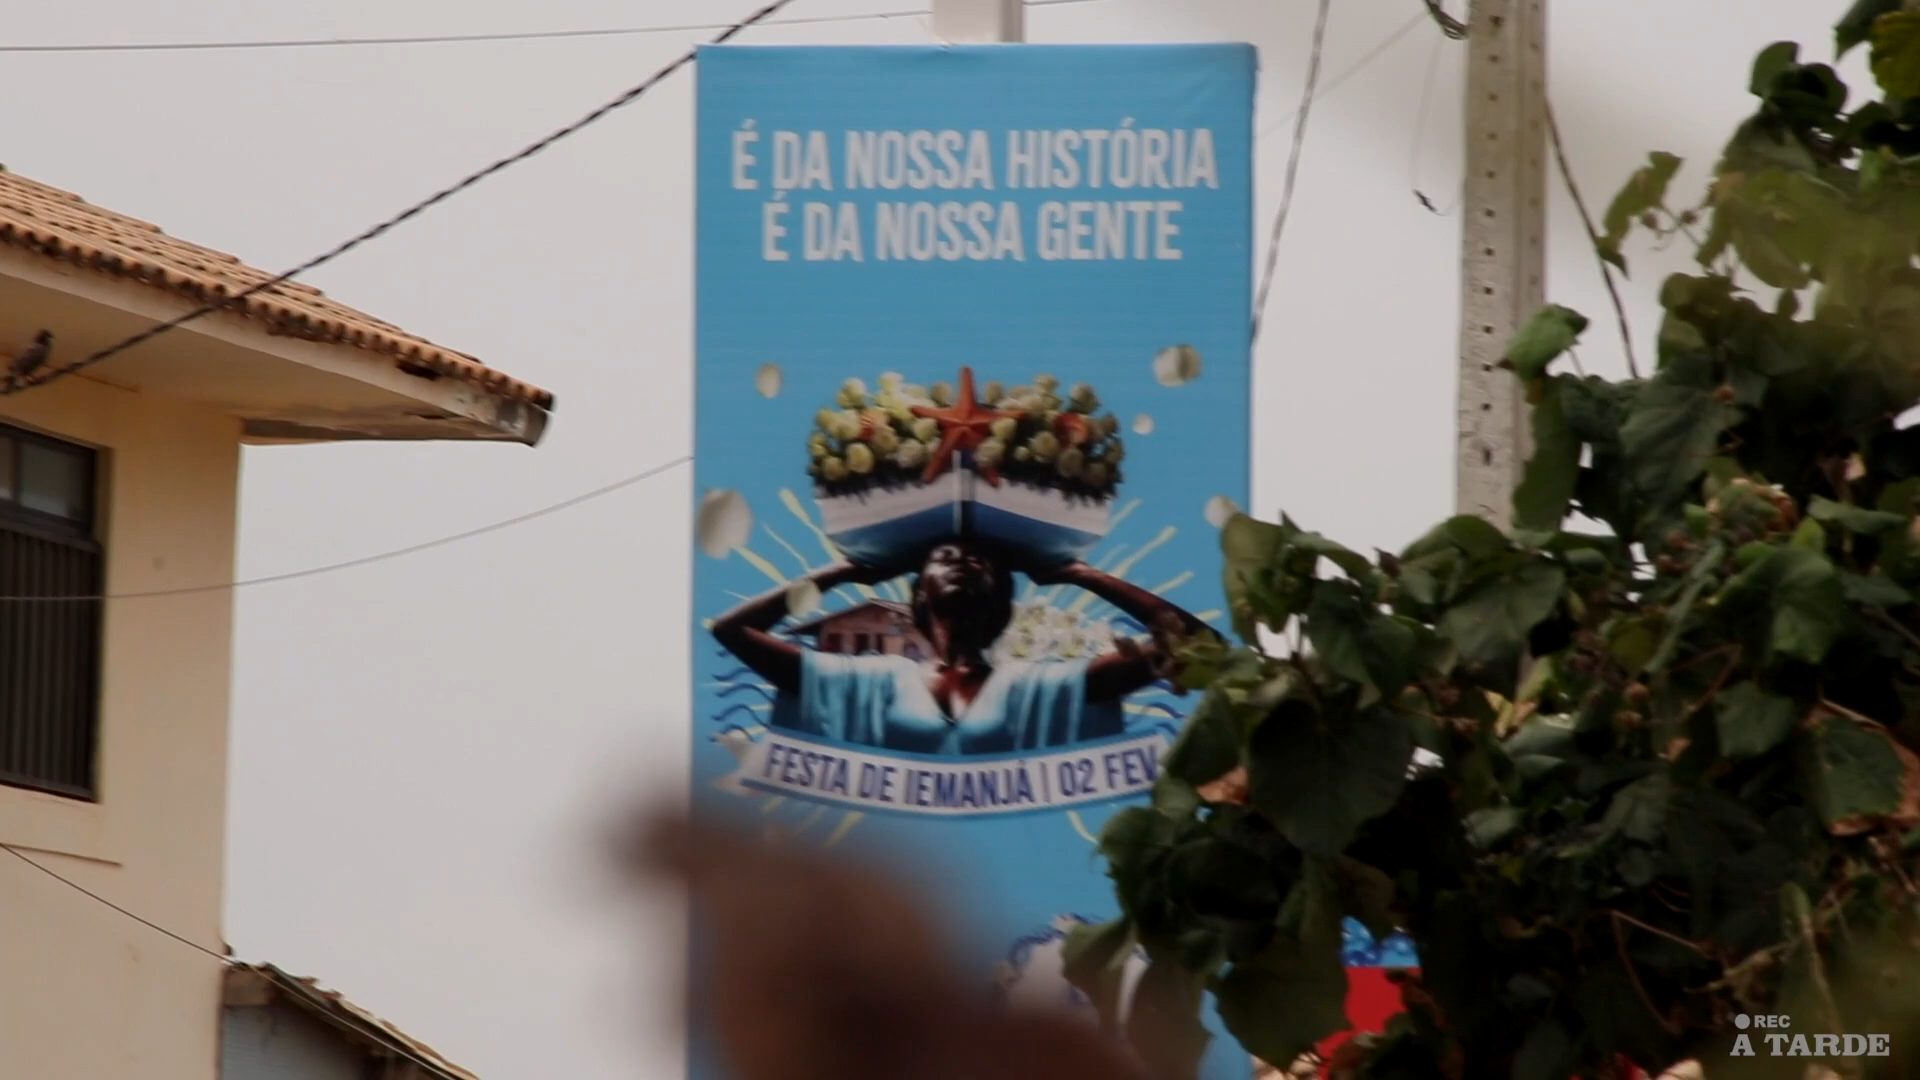 É DA NOSSA HISTÓRIA
É DA NOSSA GENTE
FESTA DE IEMANJÁ | 02 FEV
REC
A TARDE